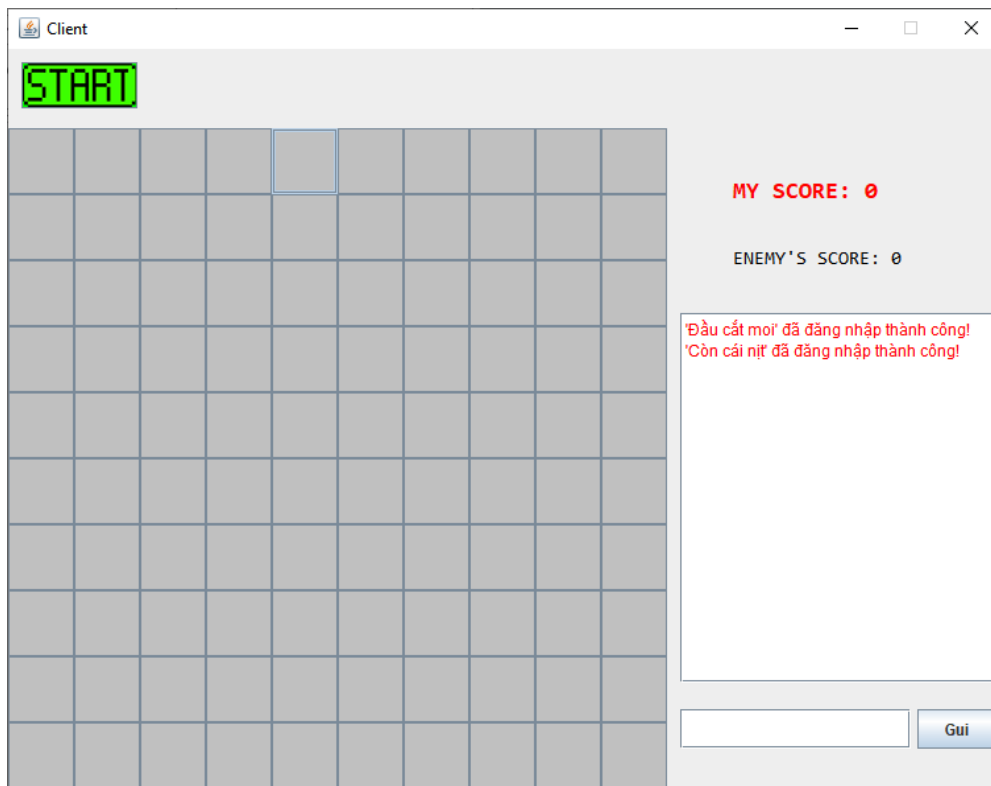 Client
START
MY SCORE: 0
ENEMY'S SCORE: 0
'Đầu cắt moi' đã đăng nhập thành công!
'Còn cái nịt' đã đăng nhập thành công!
Gui